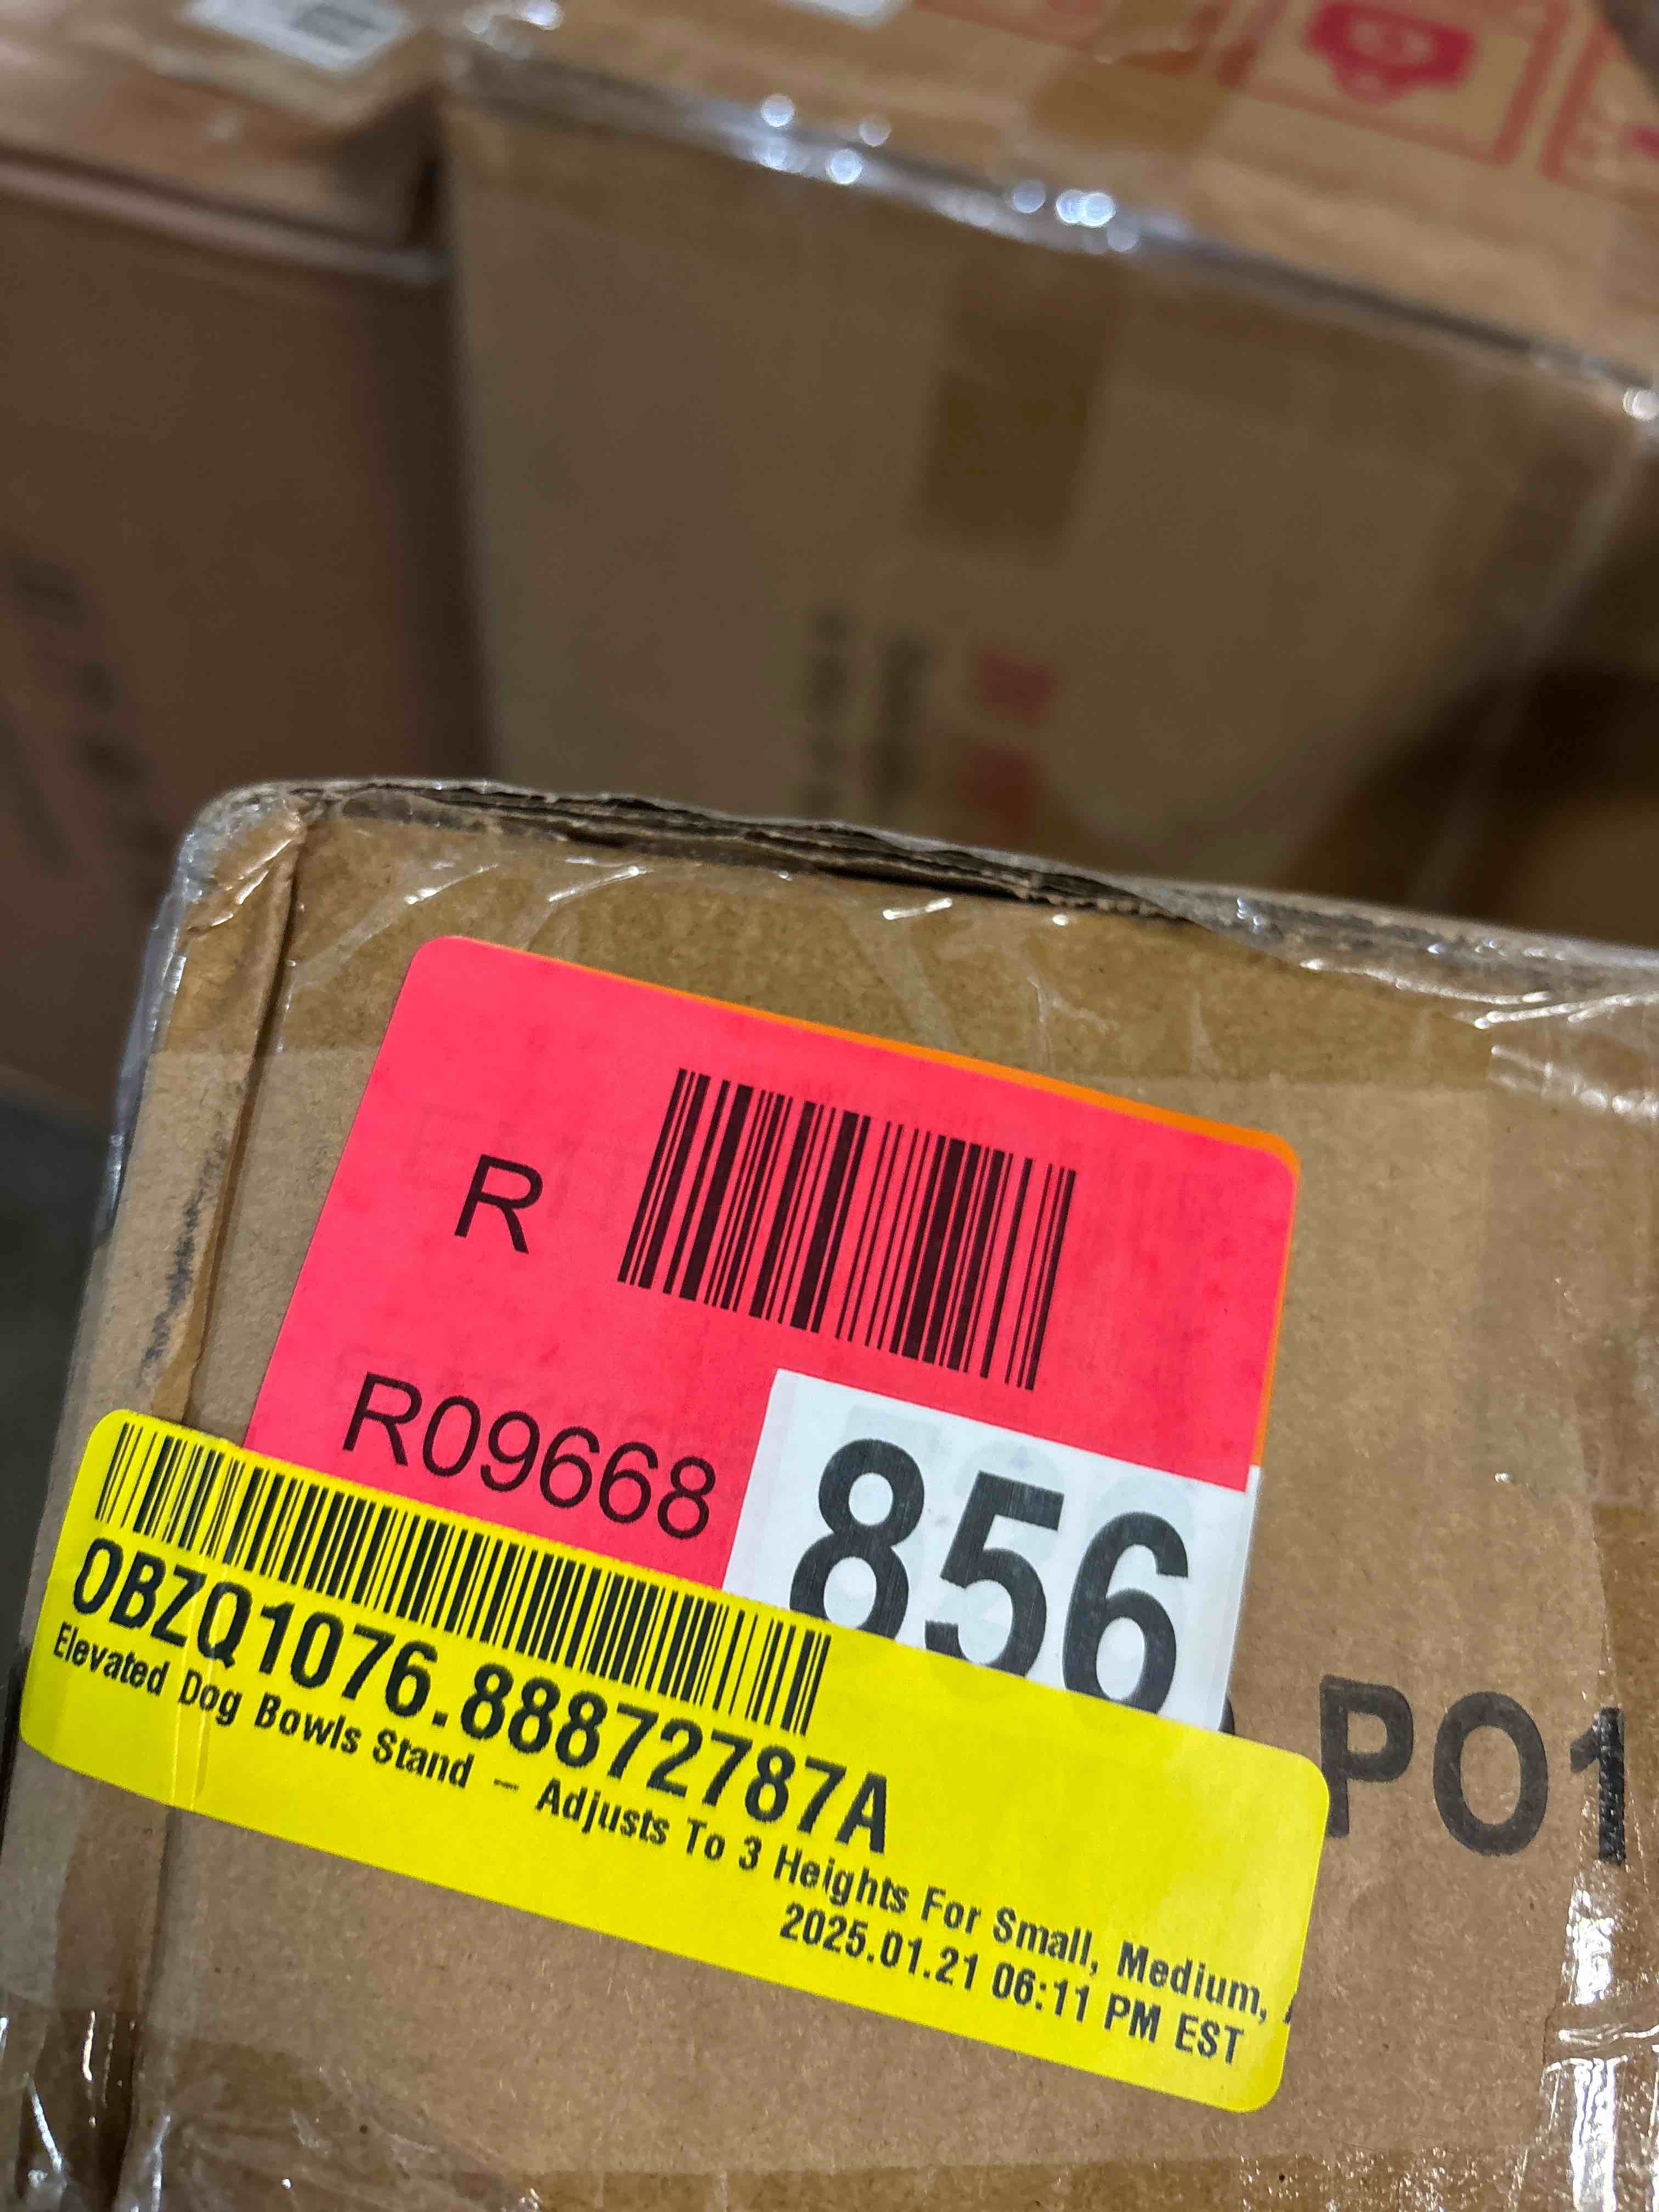 R
R09668
856
OBZQ1076.88872787A
Elevated Dog Bowls Stand – Adjusts To 3 Heights For Small, Medium,
2025.01.21 06:11 PM EST
PO1